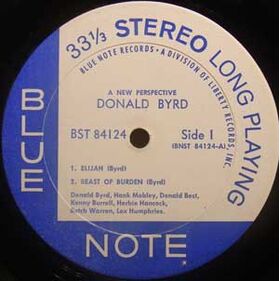 33 1/3 STEREO LONG PLAYING
BLUE NOTE RECORDS • A DIVISION OF LIBERTY RECORDS, INC.
A NEW PERSPECTIVE
DONALD BYRD
BST 84124
Side 1
(BNST 84124-A)
1. ELIJAH (Byrd)
2. BEAST OF BURDEN (Byrd)
Donald Byrd, Hank Mobley, Donald Best,
Kenny Burrell, Herbie Hancock,
Butch Warren, Lex Humphries.
BLUE
NOTE